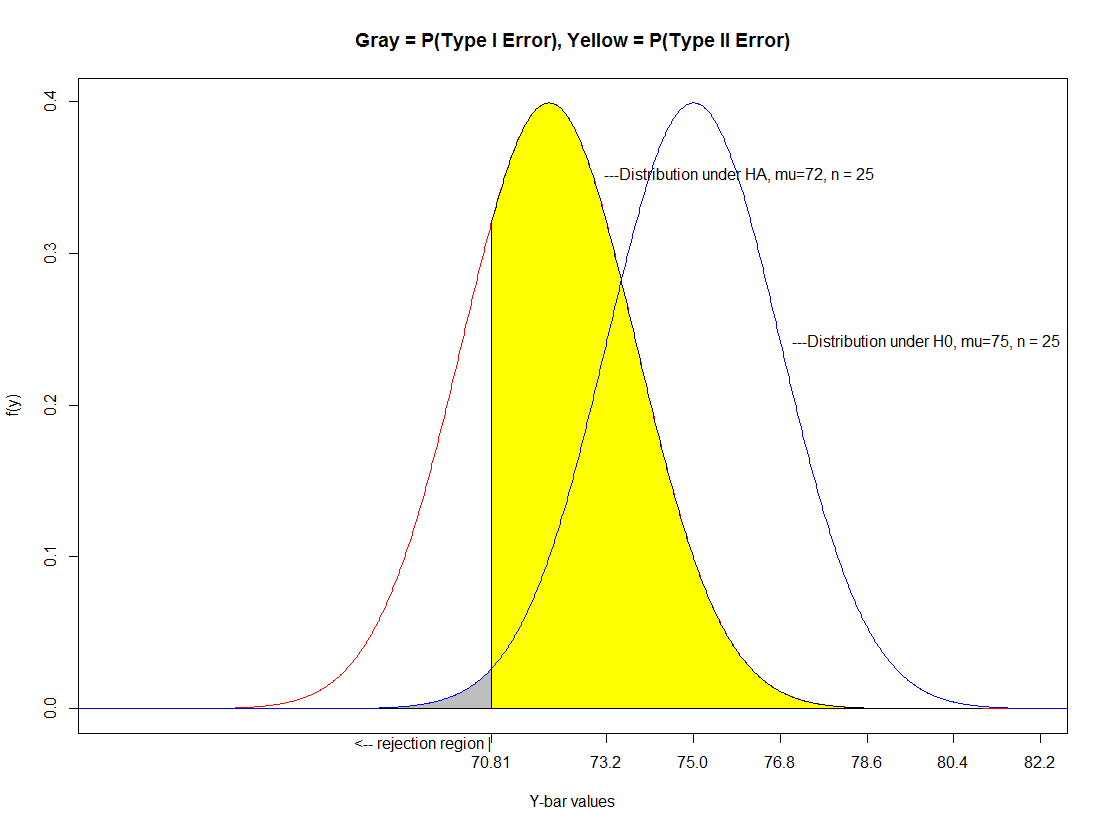 Gray = P(Type I Error), Yellow = P(Type II Error)
0.4
---Distribution under HA, mu=72, n = 25
0.3
---Distribution under H0, mu=75, n = 25
0.2
f(y)
0.1
0.0
<-- rejection region |
70.81 73.2 75.0 76.8 78.6 80.4 82.2
Y-bar values